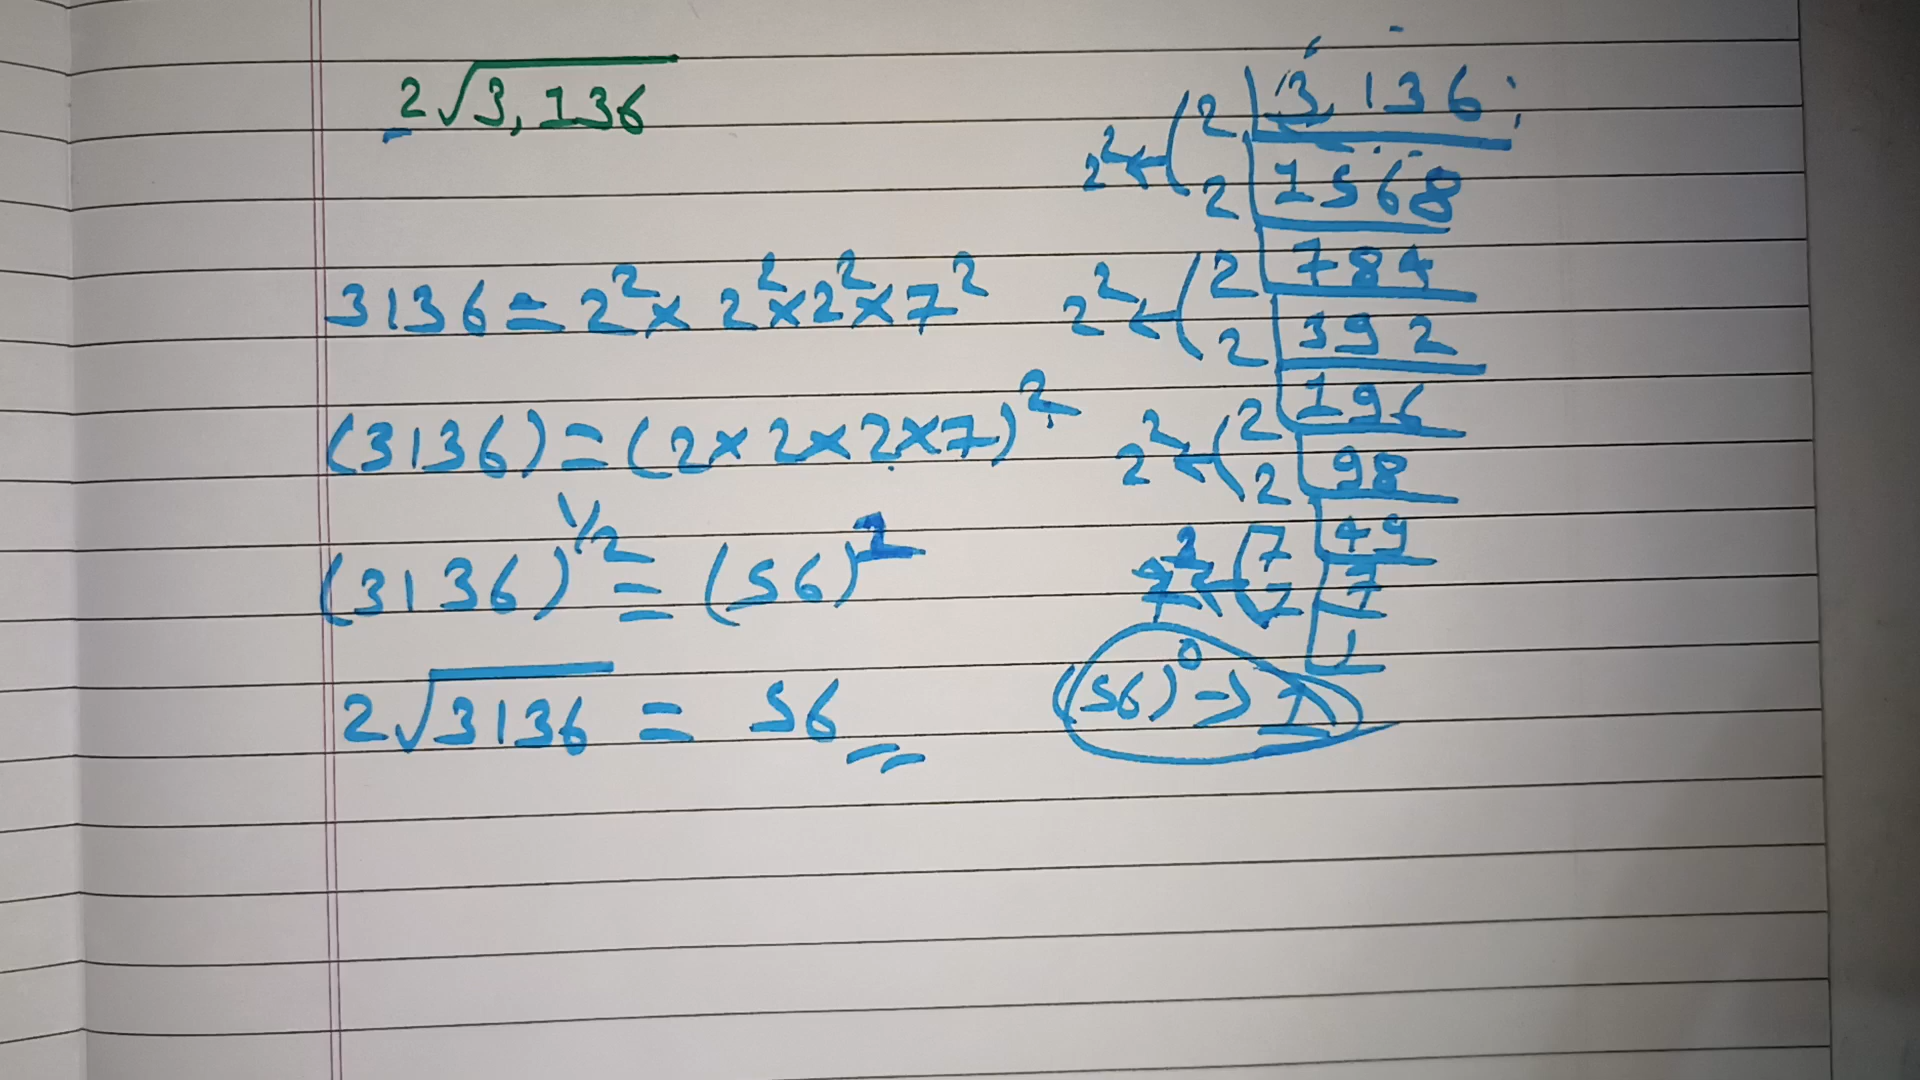 2√3,136
3136 = 2² × 2² × 2² × 7²
(3136) = (2 × 2 × 2 × 7)²
(3136)^1/2 = (56)^1
2√3136 = 56
2 | 3,136
2² ← ( 2 | 1568
2 | 784
2² ← ( 2 | 392
2 | 196
2² ← ( 2 | 98
7 | 49
7² ← ( 7 | 7
1
(56)⁰ → 1